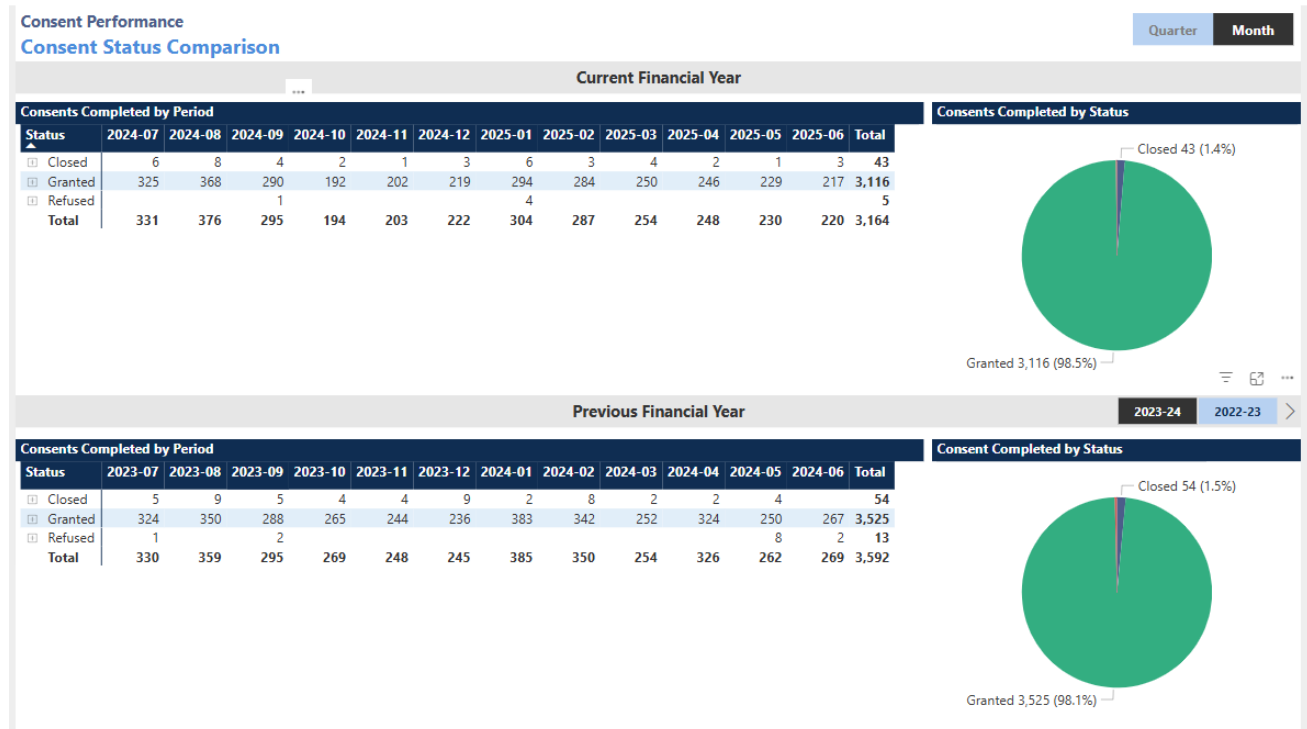 Consent Performance
Consent Status Comparison
Quarter Month
Current Financial Year
Consents Completed by Period
Status 2024-07 2024-08 2024-09 2024-10 2024-11 2024-12 2025-01 2025-02 2025-03 2025-04 2025-05 2025-06 Total
Closed 6 8 4 2 1 3 6 3 4 2 1 3 43
Granted 325 368 290 192 202 219 294 284 250 246 229 217 3,116
Refused 1 4 5
Total 331 376 295 194 203 222 304 287 254 248 230 220 3,164
Consents Completed by Status
Closed 43 (1.4%)
Granted 3,116 (98.5%)
Previous Financial Year
2023-24 2022-23
Consents Completed by Period
Status 2023-07 2023-08 2023-09 2023-10 2023-11 2023-12 2024-01 2024-02 2024-03 2024-04 2024-05 2024-06 Total
Closed 5 9 5 4 4 9 2 8 2 2 4 54
Granted 324 350 288 265 244 236 383 342 252 324 250 267 3,525
Refused 1 2 8 2 13
Total 330 359 295 269 248 245 385 350 254 326 262 269 3,592
Consent Completed by Status
Closed 54 (1.5%)
Granted 3,525 (98.1%)